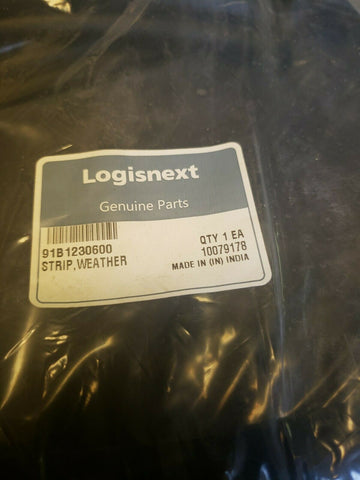 Logisnext
Genuine Parts
91B1230600
STRIP,WEATHER
QTY 1 EA
10079178
MADE IN (IN) INDIA